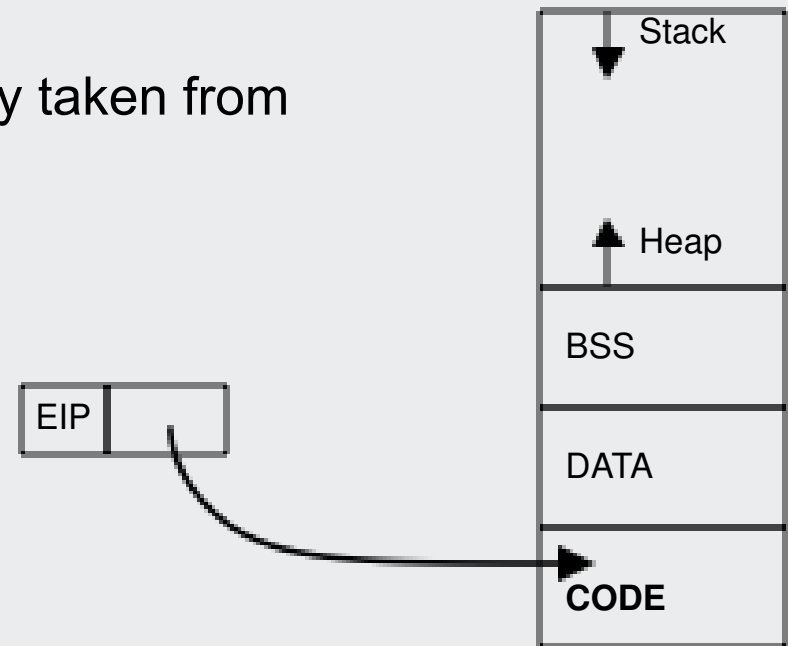 y taken from
Stack
Heap
BSS
EIP
DATA
CODE